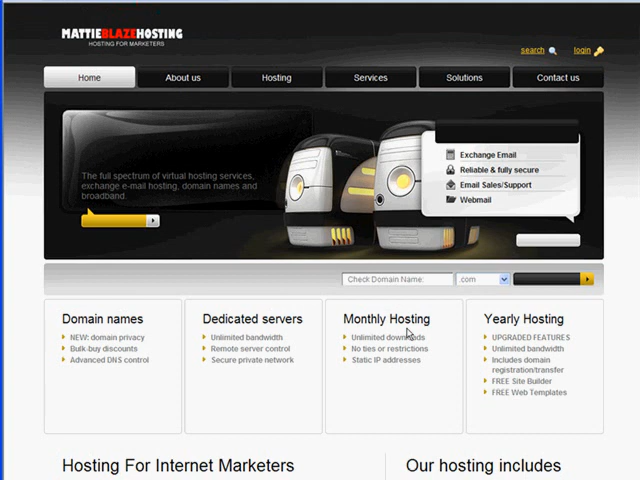 MATTIEBLAZEHOSTING
HOSTING FOR MARKETERS
search login
Home About us Hosting Services Solutions Contact us
The full spectrum of virtual hosting services,
exchange e-mail hosting, domain names and
broadband.
Exchange Email
Reliable & fully secure
Email Sales/Support
Webmail
Check Domain Name: .com
Domain names
NEW: domain privacy
Bulk-buy discounts
Advanced DNS control
Dedicated servers
Unlimited bandwidth
Remote server control
Secure private network
Monthly Hosting
Unlimited downloads
No ties or restrictions
Static IP addresses
Yearly Hosting
UPGRADED FEATURES
Unlimited bandwidth
Includes domain
registration/transfer
FREE Site Builder
FREE Web Templates
Hosting For Internet Marketers
Our hosting includes